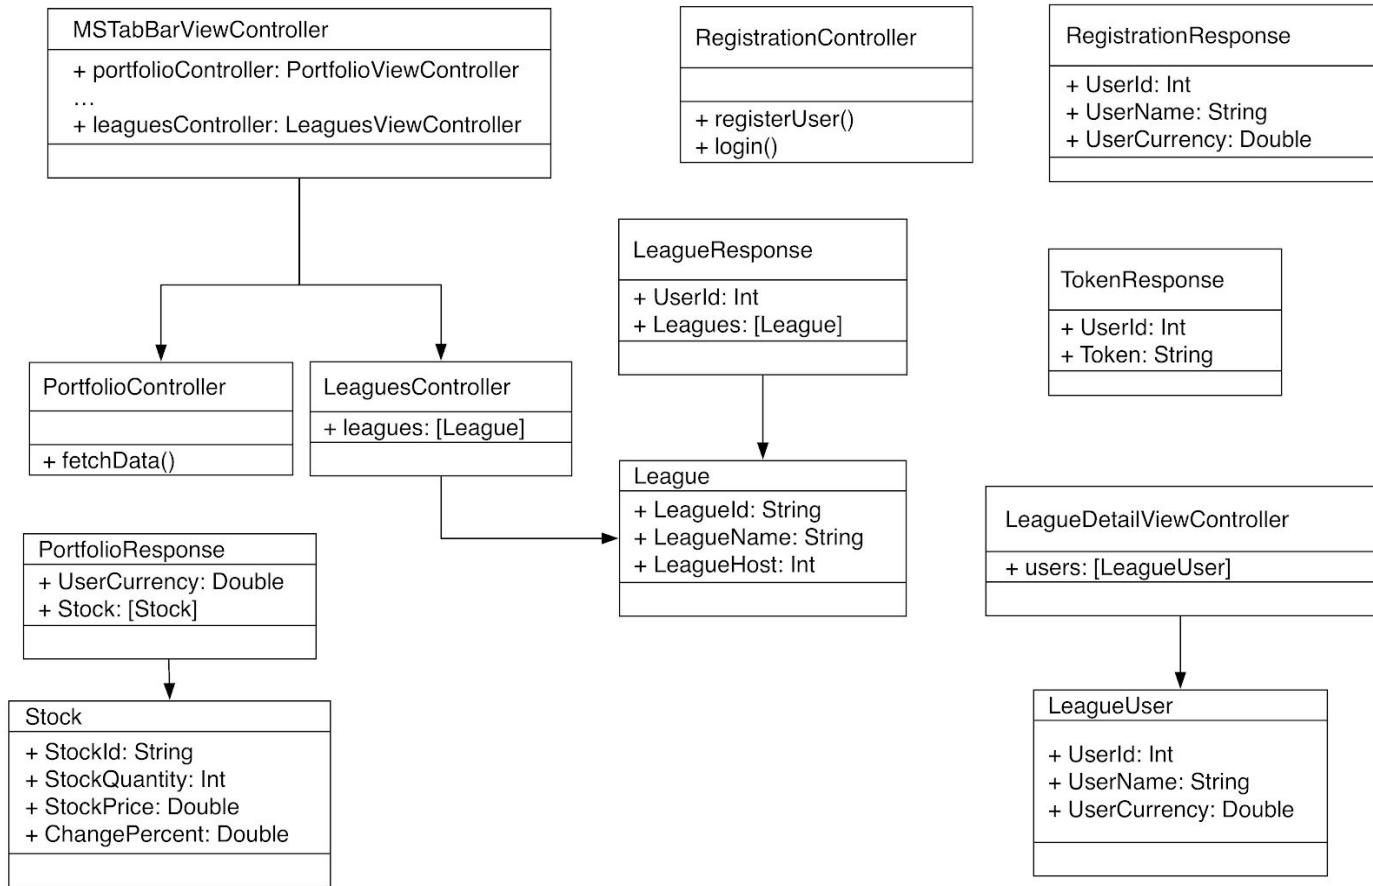 MSTabBarViewController
+ portfolioController: PortfolioViewController
...
+ leaguesController: LeaguesViewController
RegistrationController
+ registerUser()
+ login()
RegistrationResponse
+ UserId: Int
+ UserName: String
+ UserCurrency: Double
LeagueResponse
+ UserId: Int
+ Leagues: [League]
TokenResponse
+ UserId: Int
+ Token: String
PortfolioController
+ fetchData()
LeaguesController
+ leagues: [League]
League
+ LeagueId: String
+ LeagueName: String
+ LeagueHost: Int
LeagueDetailViewController
+ users: [LeagueUser]
PortfolioResponse
+ UserCurrency: Double
+ Stock: [Stock]
Stock
+ StockId: String
+ StockQuantity: Int
+ StockPrice: Double
+ ChangePercent: Double
LeagueUser
+ UserId: Int
+ UserName: String
+ UserCurrency: Double